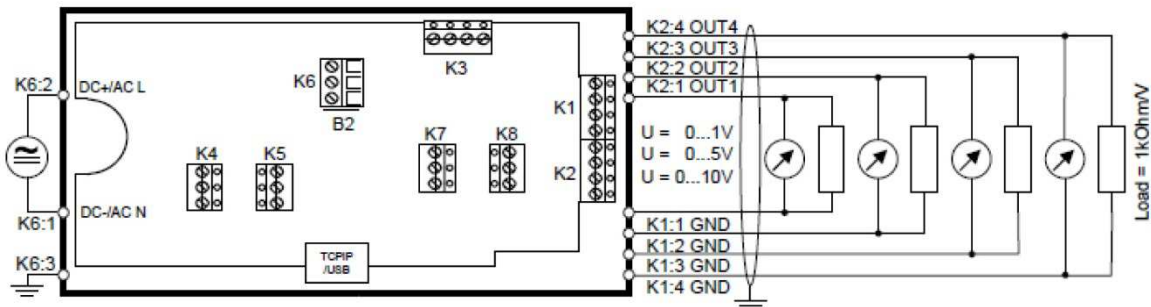 K2:4 OUT4
K2:3 OUT3
K2:2 OUT2
K2:1 OUT1
K3
K6:2
DC+/AC L
K6
B2
K1
K7
K8
U = 0...1V
U = 0...5V
U = 0...10V
K4
K5
K2
Load = 1kOhm/V
DC-/AC N
K6:1
K1:1 GND
K1:2 GND
K1:3 GND
K1:4 GND
TCPIP
/USB
K6:3